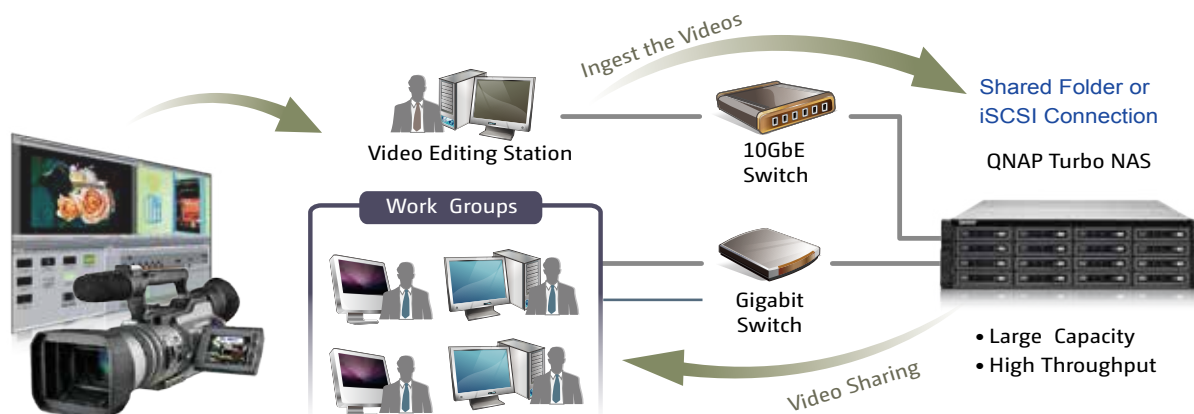 Ingest the Videos
Shared Folder or
iSCSI Connection
Video Editing Station
10GbE
Switch
QNAP Turbo NAS
Work Groups
Gigabit
Switch
• Large Capacity
• High Throughput
Video Sharing